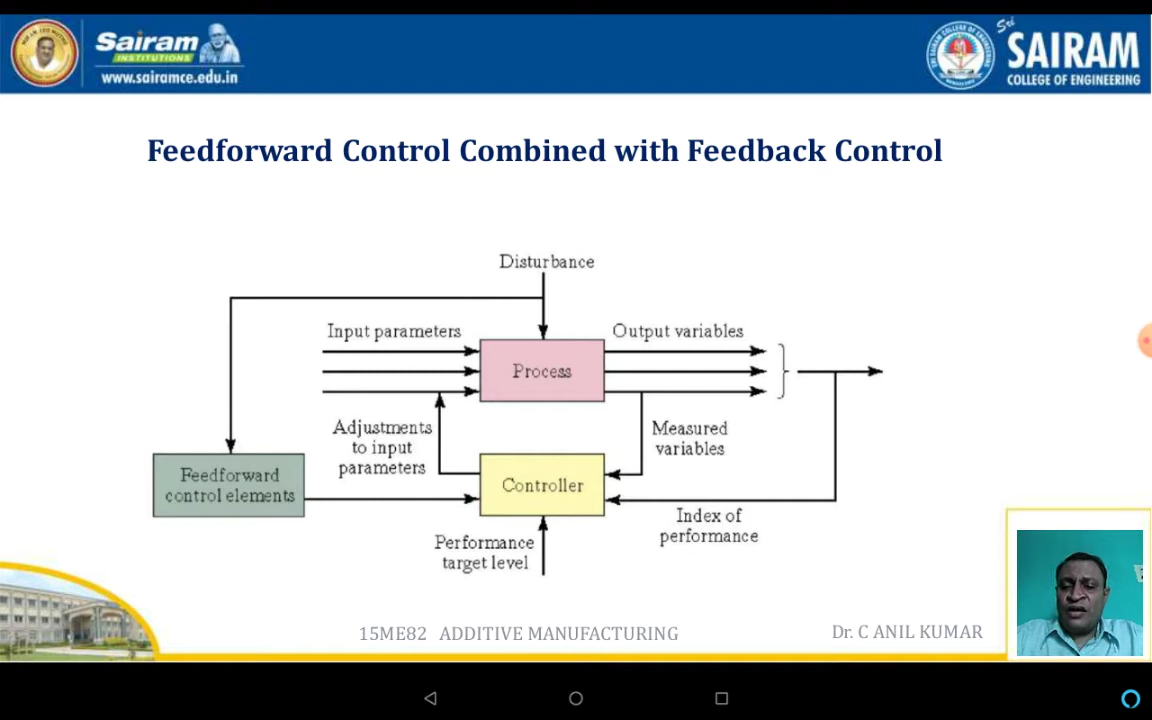 Sairam
INSTITUTIONS
www.sairamce.edu.in
Sri
SAIRAM
COLLEGE OF ENGINEERING
Feedforward Control Combined with Feedback Control
Disturbance
Input parameters
Output variables
Process
Adjustments
to input
parameters
Measured
variables
Feedforward
control elements
Controller
Index of
performance
Performance
target level
15ME82 ADDITIVE MANUFACTURING
Dr. C ANIL KUMAR